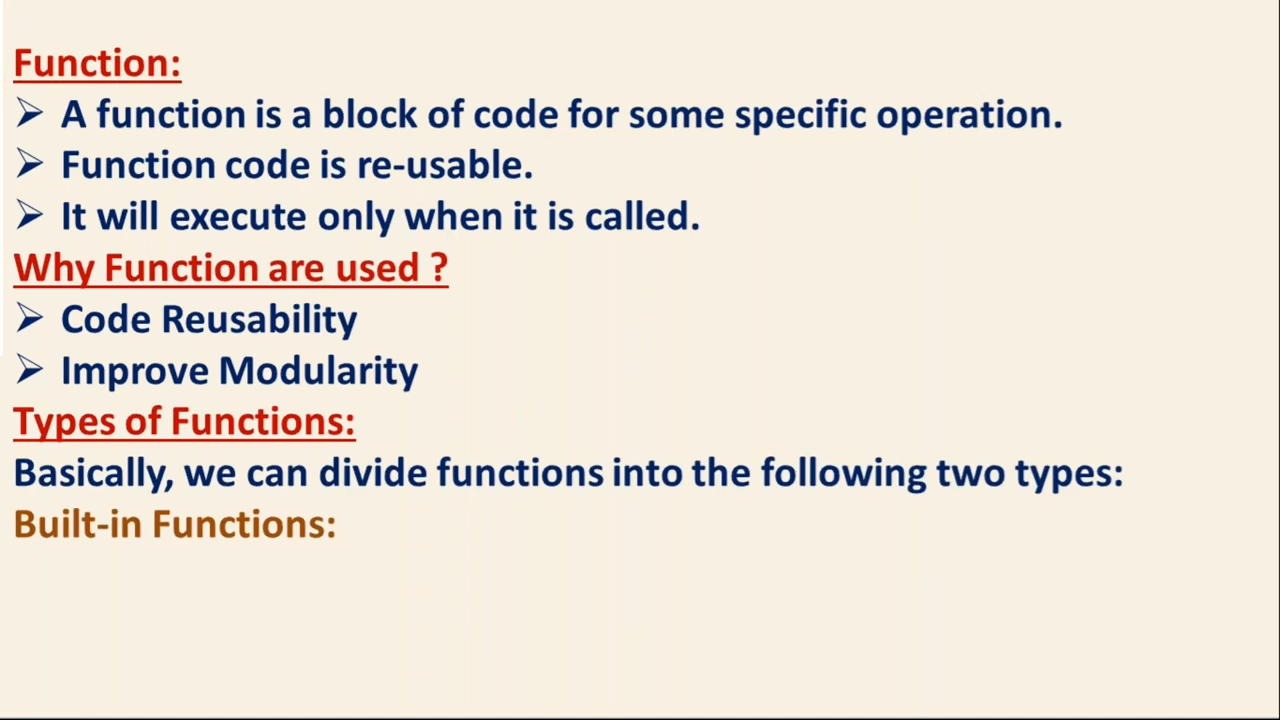 Function:
➢ A function is a block of code for some specific operation.
➢ Function code is re-usable.
➢ It will execute only when it is called.
Why Function are used ?
➢ Code Reusability
➢ Improve Modularity
Types of Functions:
Basically, we can divide functions into the following two types:
Built-in Functions: